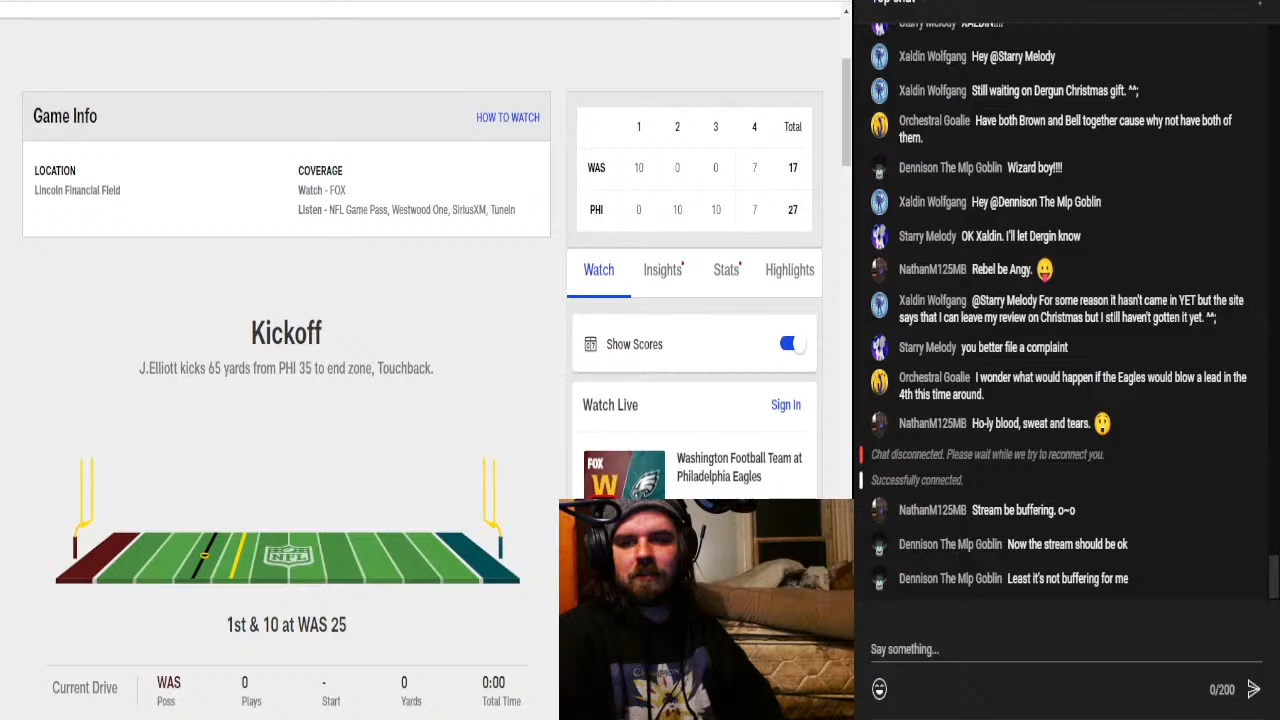 Game Info
HOW TO WATCH
LOCATION
Lincoln Financial Field
COVERAGE
Watch - FOX
Listen - NFL Game Pass, Westwood One, SiriusXM, TuneIn
1 2 3 4 Total
WAS 10 0 0 7 17
PHI 0 10 10 7 27
Watch Insights Stats Highlights
Show Scores
Watch Live
Sign In
FOX
W
Washington Football Team at
Philadelphia Eagles
Kickoff
J.Elliott kicks 65 yards from PHI 35 to end zone, Touchback.
NFL
1st & 10 at WAS 25
Current Drive
WAS 0 - 0 0:00
Poss Plays Start Yards Total Time
Starry Melody XALDIN!!!!
Xaldin Wolfgang Hey @Starry Melody
Xaldin Wolfgang Still waiting on Dergun Christmas gift. ^^;
Orchestral Goalie Have both Brown and Bell together cause why not have both of
them.
Dennison The Mlp Goblin Wizard boy!!!!
Xaldin Wolfgang Hey @Dennison The Mlp Goblin
Starry Melody OK Xaldin. I'll let Dergin know
NathanM125MB Rebel be Angy. 😛
Xaldin Wolfgang @Starry Melody For some reason it hasn't came in YET but the site
says that I can leave my review on Christmas but I still haven't gotten it yet. ^^;
Starry Melody you better file a complaint
Orchestral Goalie I wonder what would happen if the Eagles would blow a lead in the
4th this time around.
NathanM125MB Ho-ly blood, sweat and tears. 😲
Chat disconnected. Please wait while we try to reconnect you.
Successfully connected.
NathanM125MB Stream be buffering. o~o
Dennison The Mlp Goblin Now the stream should be ok
Dennison The Mlp Goblin Least it's not buffering for me
Say something...
0/200